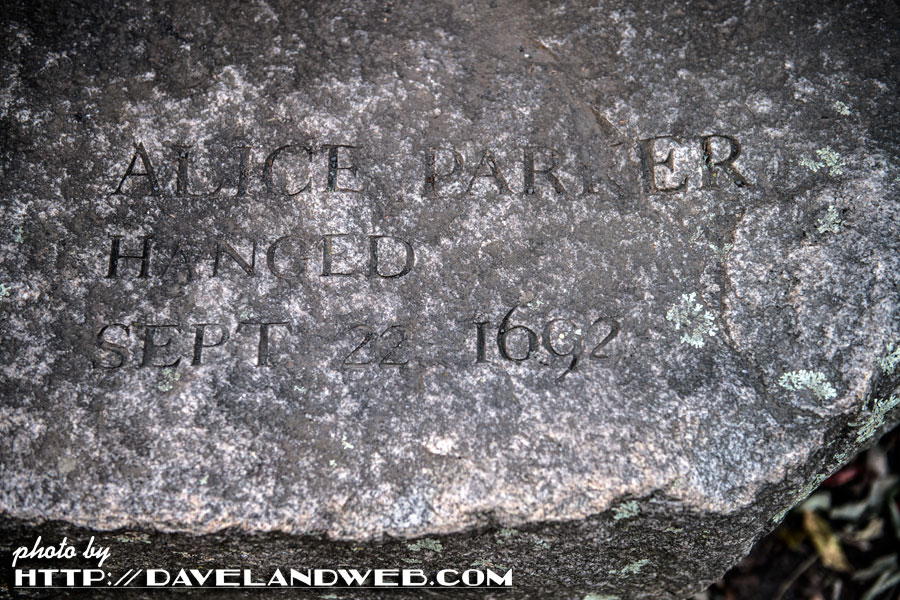 ALICE PARKER
HANGED
SEPT 22 1692
photo by
HTTP://DAVELANDWEB.COM